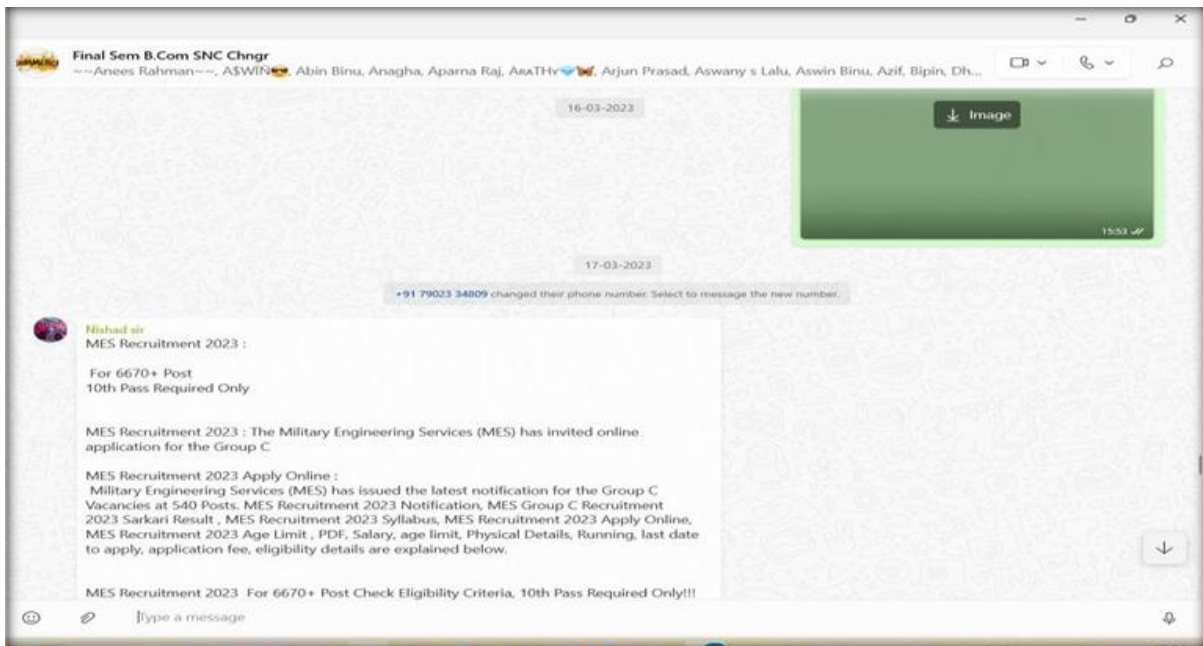 Final Sem B.Com SNC Chngr
~~Anees Rahman~~, A$WIÑ😎, Abin Binu, Anagha, Aparna Raj, AʀᴀTHʏ💎🦋, Arjun Prasad, Aswany s Lalu, Aswin Binu, Azif, Bipin, Dh...
16-03-2023
Image
15:53
17-03-2023
+91 79023 34809 changed their phone number. Select to message the new number.
Nishad sir
MES Recruitment 2023 :
For 6670+ Post
10th Pass Required Only
MES Recruitment 2023 : The Military Engineering Services (MES) has invited online
application for the Group C
MES Recruitment 2023 Apply Online :
Military Engineering Services (MES) has issued the latest notification for the Group C
Vacancies at 540 Posts. MES Recruitment 2023 Notification, MES Group C Recruitment
2023 Sarkari Result , MES Recruitment 2023 Syllabus, MES Recruitment 2023 Apply Online,
MES Recruitment 2023 Age Limit , PDF, Salary, age limit, Physical Details, Running, last date
to apply, application fee, eligibility details are explained below.
MES Recruitment 2023 For 6670+ Post Check Eligibility Criteria, 10th Pass Required Only!!!
Type a message